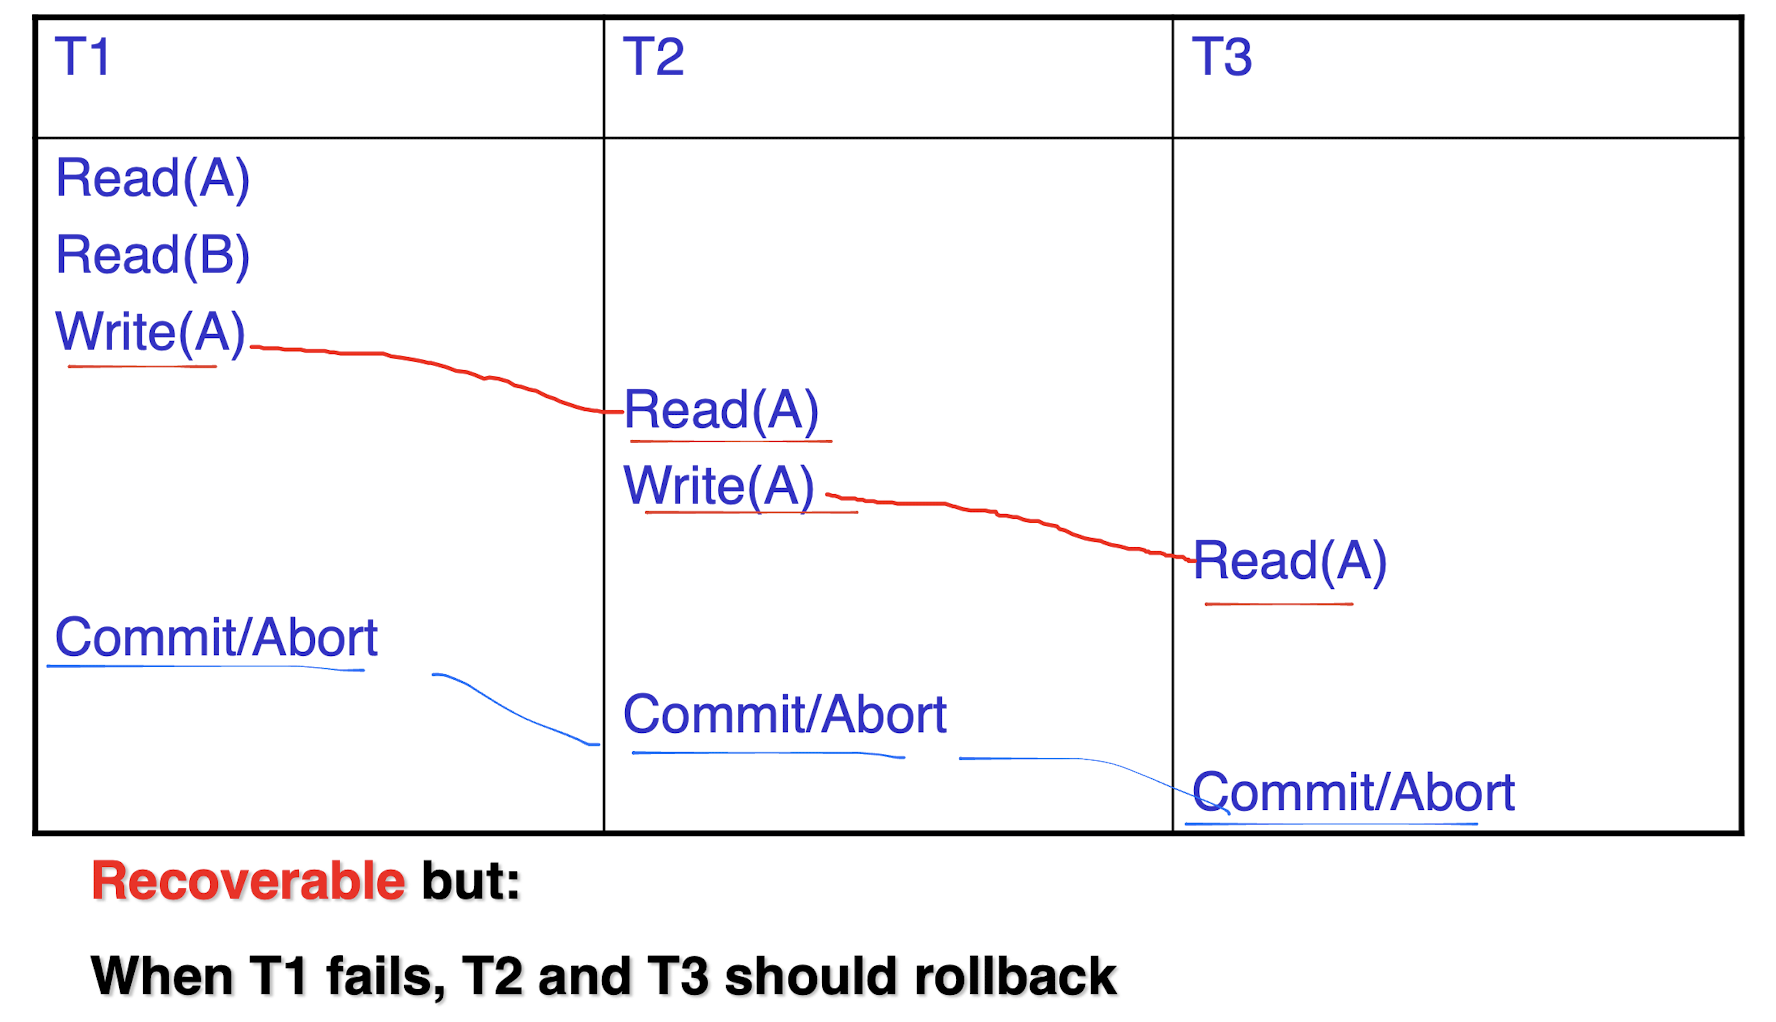 T1 T2 T3
Read(A)
Read(B)
Write(A)
Read(A)
Write(A)
Read(A)
Commit/Abort
Commit/Abort
Commit/Abort
Recoverable but:
When T1 fails, T2 and T3 should rollback